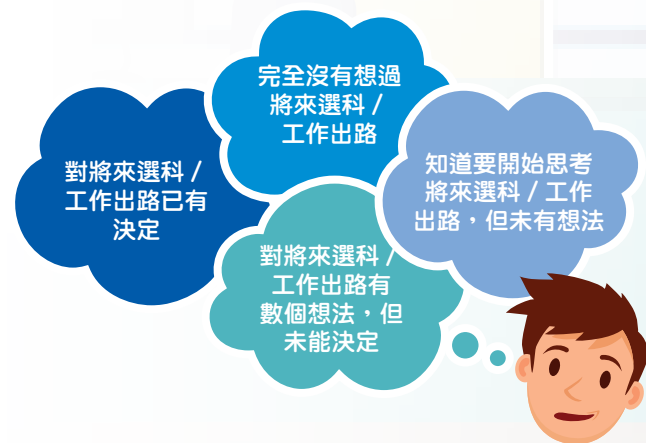 完全沒有想過
將來選科 /
工作出路
對將來選科 /
工作出路已有
決定
知道要開始思考
將來選科 / 工作
出路，但未有想法
對將來選科 /
工作出路有
數個想法，但
未能決定